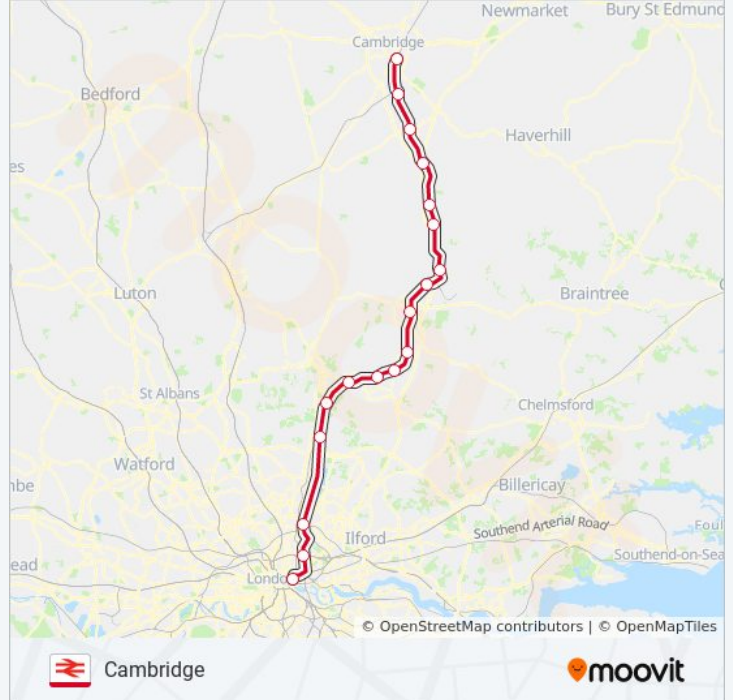 Newmarket
Bury St Edmund
Cambridge
Bedford
Haverhill
es
Luton
Braintree
St Albans
Chelmsford
Watford
Billericay
nbe
Southend Arterial Road
Foul
Ilford
Southend-on-Sea
ead
Londo
© OpenStreetMap contributors | © OpenMapTiles
Cambridge
moovit